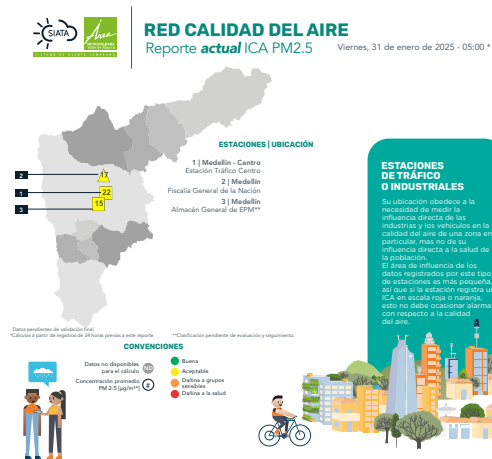 SIATA
Área
RED CALIDAD DEL AIRE
Reporte actual ICA PM2.5
Viernes, 31 de enero de 2025 - 05:00 *
ESTACIONES | UBICACIÓN
1 | Medellín - Centro
Estación Tráfico Centro
2 | Medellín
Fiscalía General de la Nación
3 | Medellín
Almacén General de EPM**
2
17
1
22
3
15
ESTACIONES
DE TRÁFICO
O INDUSTRIALES
Su ubicación obedece a la
necesidad de medir la
influencia directa de las
industrias y los vehículos en la
calidad del aire de una zona en
particular, mas no de su
influencia directa a la salud de
la población.
El área de influencia de los
datos registrados por este tipo
de estaciones es más pequeña,
así que si la estación registra un
ICA en escala roja o naranja,
esto no debe ocasionar alarma
con respecto a la calidad
del aire.
Datos pendientes de validación final.
*Cálculos a partir de registros de 24 horas previas a este reporte
**Clasificación pendiente de evaluación y seguimiento.
CONVENCIONES
Datos no disponibles
para el cálculo
ND
Concentración promedio
PM 2.5 [µg/m³]
#
Buena
Aceptable
Dañina a grupos
sensibles
Dañina a la salud